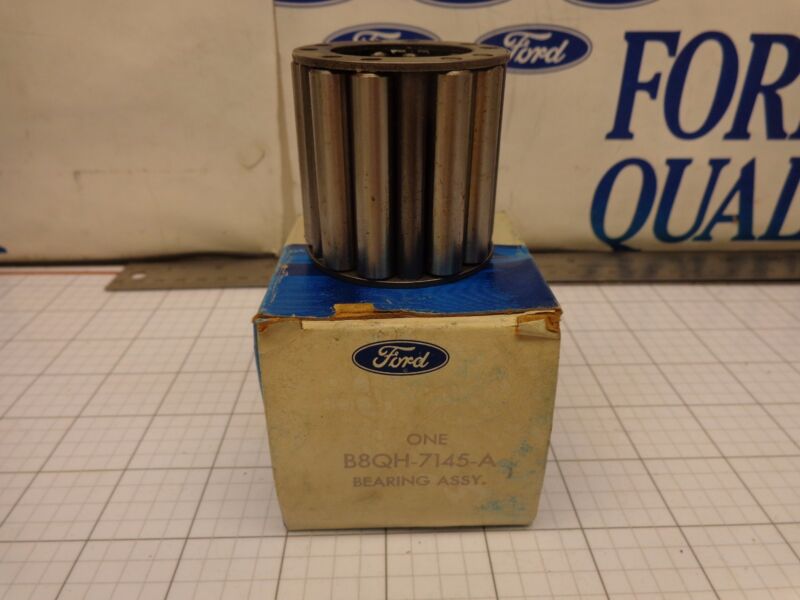 Ford
FOR
QUAD
Ford
ONE
B8QH-7145-A
BEARING ASSY.